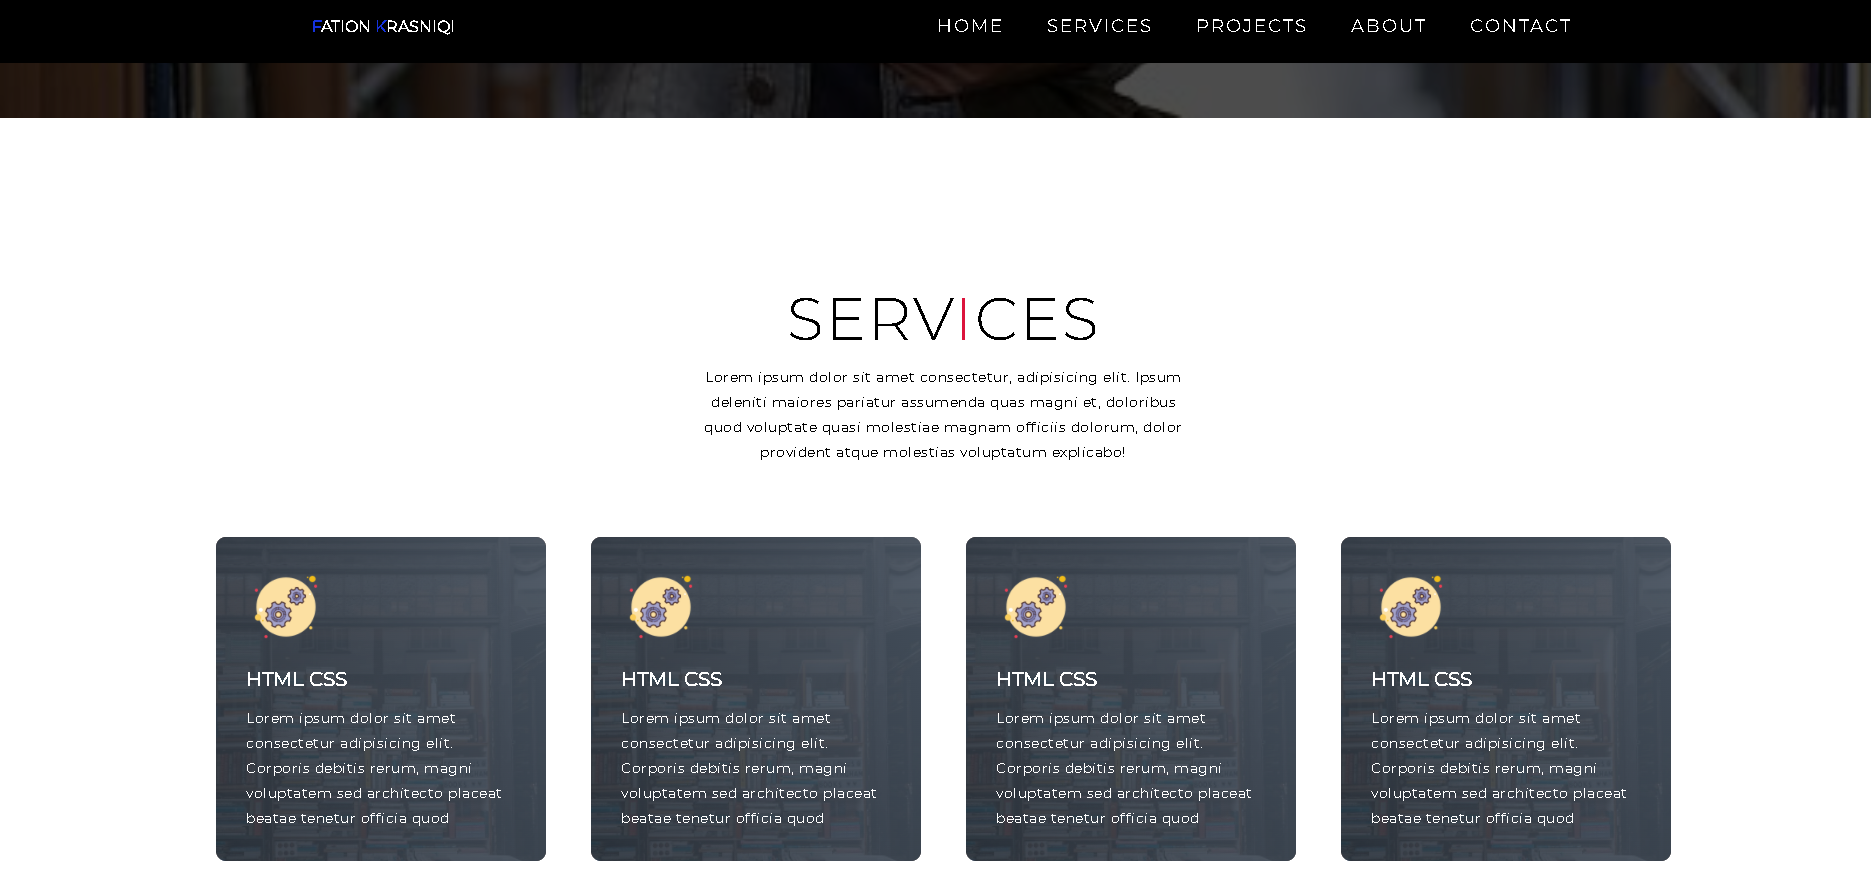 FATION KRASNIQI
HOME SERVICES PROJECTS ABOUT CONTACT
SERVICES
Lorem ipsum dolor sit amet consectetur, adipisicing elit. Ipsum
deleniti maiores pariatur assumenda quas magni et, doloribus
quod voluptate quasi molestiae magnam officiis dolorum, dolor
provident atque molestias voluptatum explicabo!
HTML CSS
Lorem ipsum dolor sit amet
consectetur adipisicing elit.
Corporis debitis rerum, magni
voluptatem sed architecto placeat
beatae tenetur officia quod
HTML CSS
Lorem ipsum dolor sit amet
consectetur adipisicing elit.
Corporis debitis rerum, magni
voluptatem sed architecto placeat
beatae tenetur officia quod
HTML CSS
Lorem ipsum dolor sit amet
consectetur adipisicing elit.
Corporis debitis rerum, magni
voluptatem sed architecto placeat
beatae tenetur officia quod
HTML CSS
Lorem ipsum dolor sit amet
consectetur adipisicing elit.
Corporis debitis rerum, magni
voluptatem sed architecto placeat
beatae tenetur officia quod